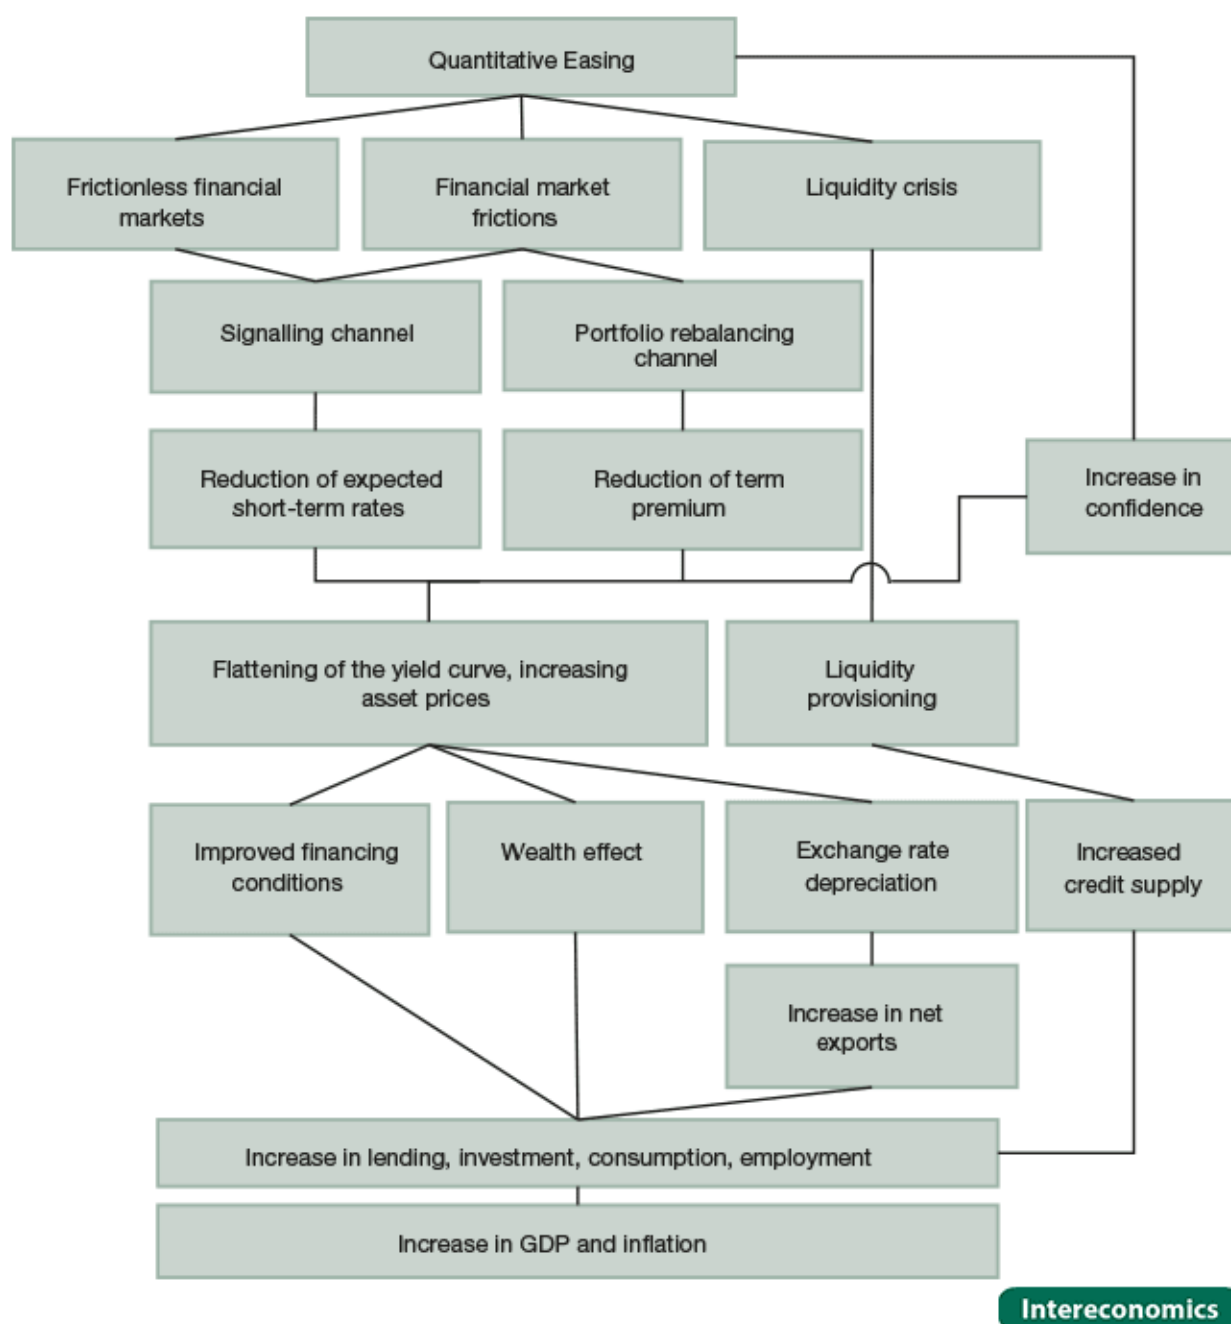 Quantitative Easing
Frictionless financial
markets
Financial market
frictions
Liquidity crisis
Signalling channel
Portfolio rebalancing
channel
Reduction of expected
short-term rates
Reduction of term
premium
Increase in
confidence
Flattening of the yield curve, increasing
asset prices
Liquidity
provisioning
Improved financing
conditions
Wealth effect
Exchange rate
depreciation
Increased
credit supply
Increase in net
exports
Increase in lending, investment, consumption, employment
Increase in GDP and inflation
Intereconomics